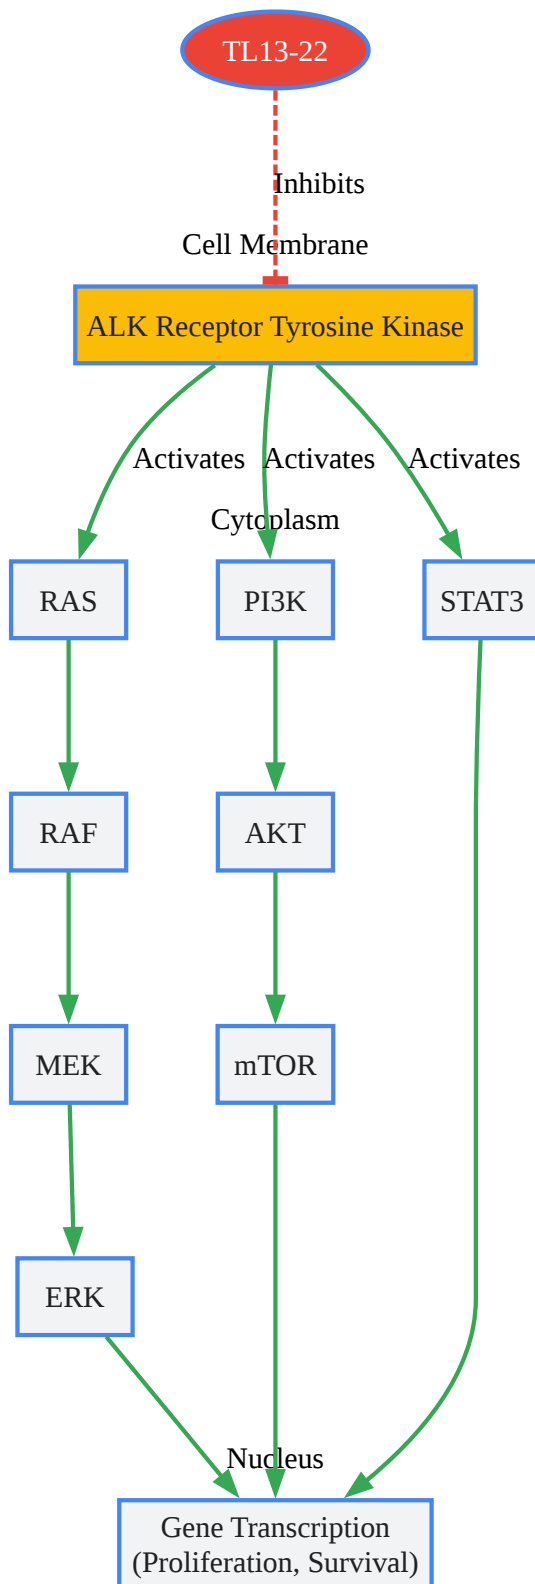 TL13-22
Inhibits
Cell Membrane
ALK Receptor Tyrosine Kinase
Activates Activates Activates
Cytoplasm
RAS PI3K STAT3
RAF AKT
MEK mTOR
ERK
Nucleus
Gene Transcription
(Proliferation, Survival)